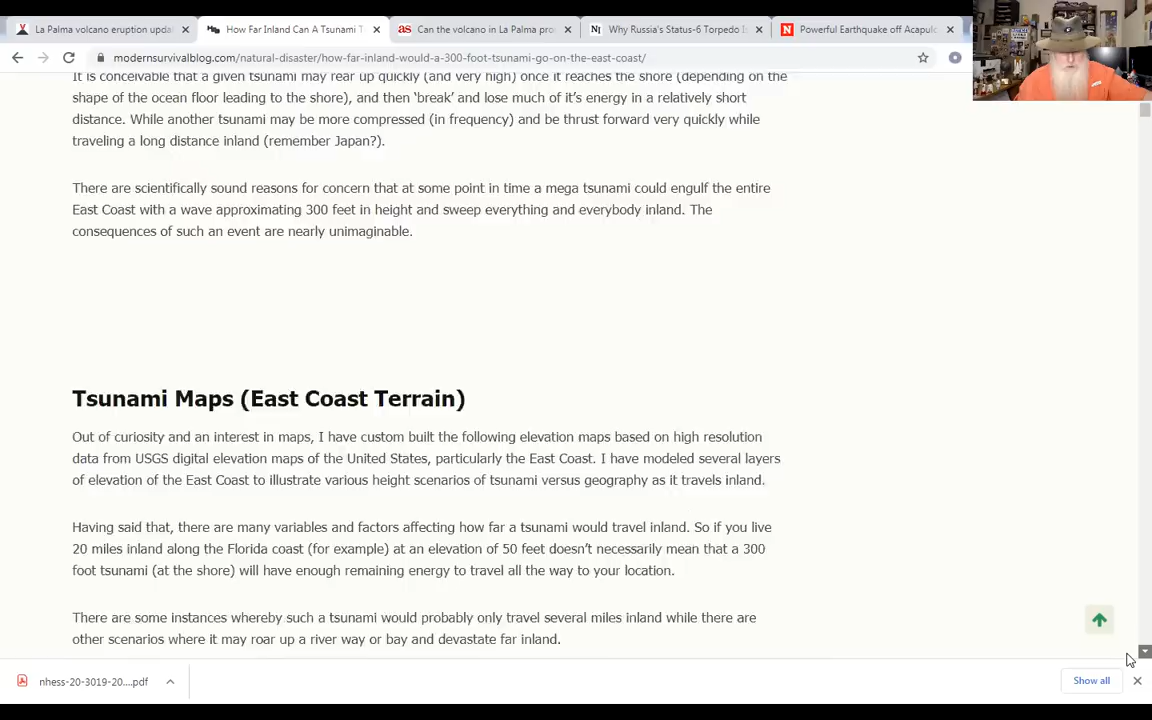 La Palma volcano eruption upda
How Far Inland Can A Tsunami T
Can the volcano in La Palma pro
Why Russia's Status-6 Torpedo Is
Powerful Earthquake off Acapulc
modernsurvivalblog.com/natural-disaster/how-far-inland-would-a-300-foot-tsunami-go-on-the-east-coast/
It is conceivable that a given tsunami may rear up quickly (and very high) once it reaches the shore (depending on the
shape of the ocean floor leading to the shore), and then ‘break’ and lose much of it’s energy in a relatively short
distance. While another tsunami may be more compressed (in frequency) and be thrust forward very quickly while
traveling a long distance inland (remember Japan?).
There are scientifically sound reasons for concern that at some point in time a mega tsunami could engulf the entire
East Coast with a wave approximating 300 feet in height and sweep everything and everybody inland. The
consequences of such an event are nearly unimaginable.
Tsunami Maps (East Coast Terrain)
Out of curiosity and an interest in maps, I have custom built the following elevation maps based on high resolution
data from USGS digital elevation maps of the United States, particularly the East Coast. I have modeled several layers
of elevation of the East Coast to illustrate various height scenarios of tsunami versus geography as it travels inland.
Having said that, there are many variables and factors affecting how far a tsunami would travel inland. So if you live
20 miles inland along the Florida coast (for example) at an elevation of 50 feet doesn’t necessarily mean that a 300
foot tsunami (at the shore) will have enough remaining energy to travel all the way to your location.
There are some instances whereby such a tsunami would probably only travel several miles inland while there are
other scenarios where it may roar up a river way or bay and devastate far inland.
nhess-20-3019-20....pdf
Show all